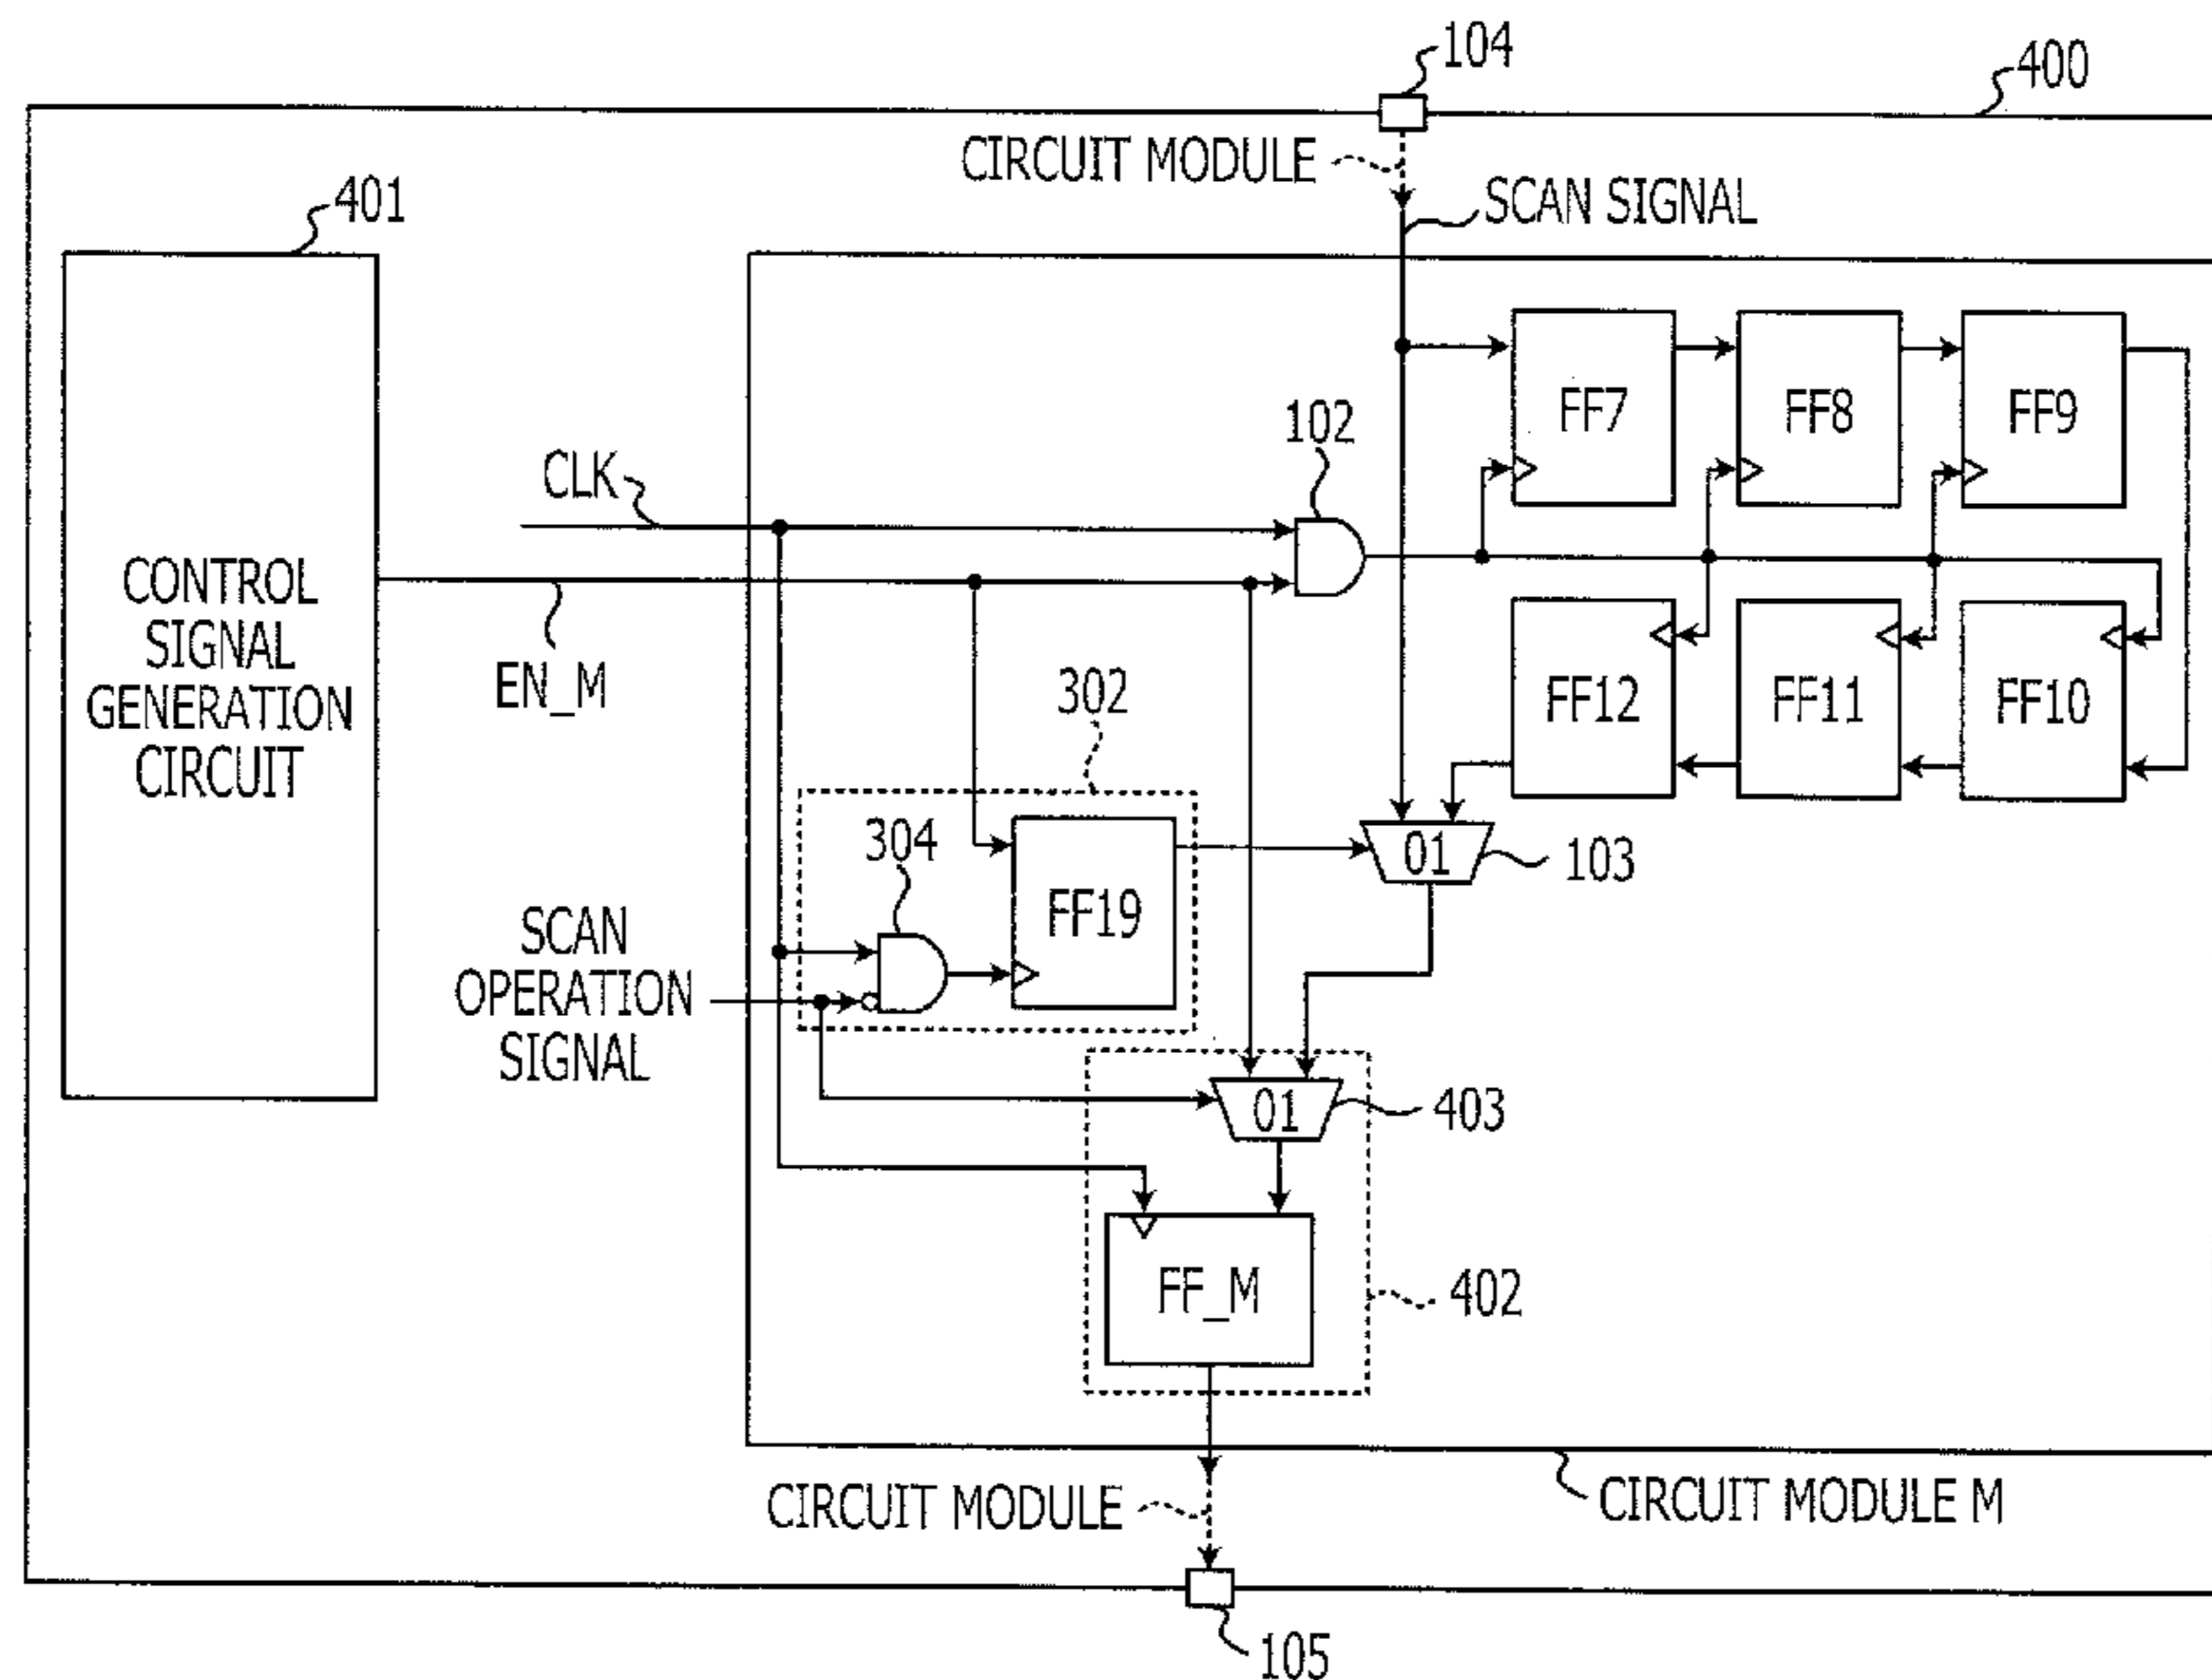 104
400
CIRCUIT MODULE
401
SCAN SIGNAL
FF7
FF8
FF9
102
CLK
CONTROL
SIGNAL
GENERATION
CIRCUIT
EN_M
302
FF12
FF11
FF10
304
FF19
01
103
SCAN
OPERATION
SIGNAL
01
403
FF_M
402
CIRCUIT MODULE
CIRCUIT MODULE M
105